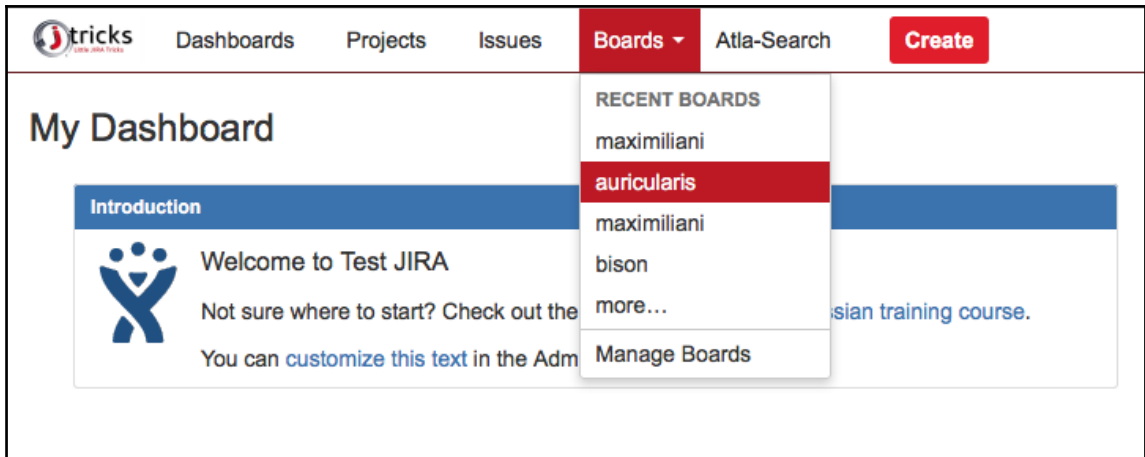 jtricks
Little JIRA Tricks
Dashboards Projects Issues Boards Atla-Search Create
My Dashboard
RECENT BOARDS
maximiliani
auricularis
maximiliani
bison
more...
Manage Boards
Introduction
Welcome to Test JIRA
Not sure where to start? Check out the sian training course.
You can customize this text in the Adm